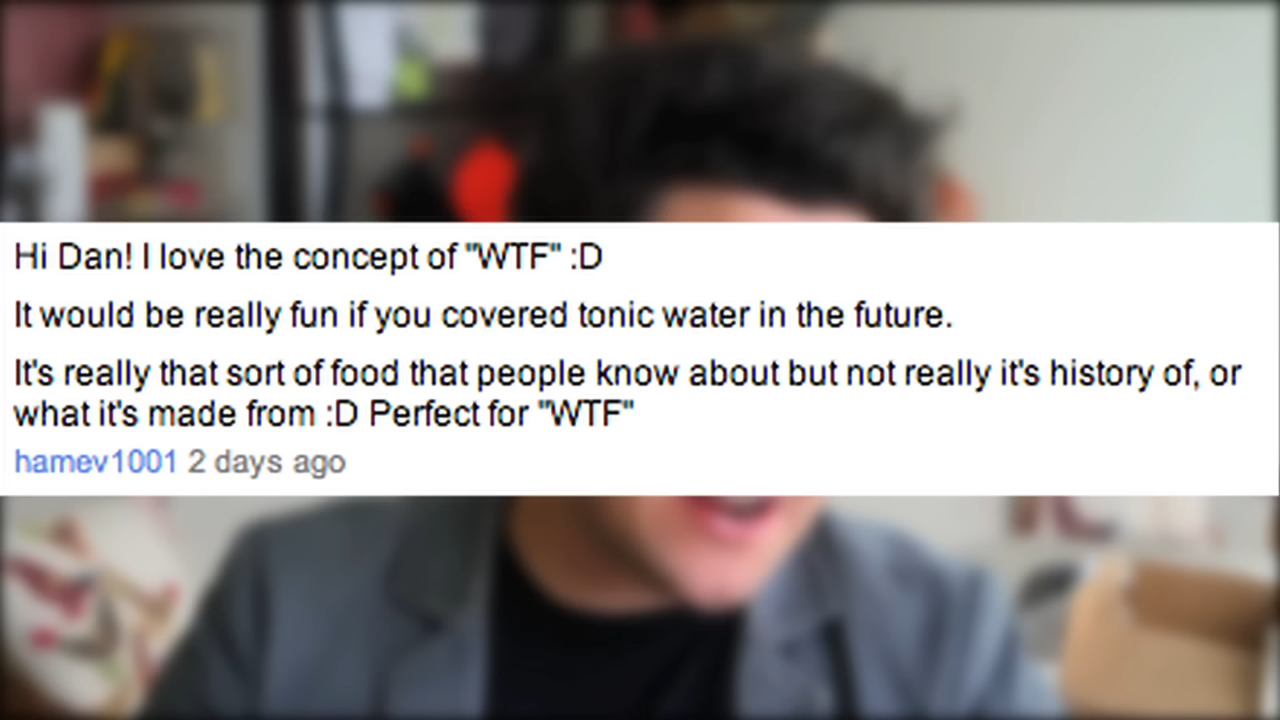 Hi Dan! I love the concept of "WTF" :D
It would be really fun if you covered tonic water in the future.
It's really that sort of food that people know about but not really it's history of, or
what it's made from :D Perfect for "WTF"
hamev1001 2 days ago